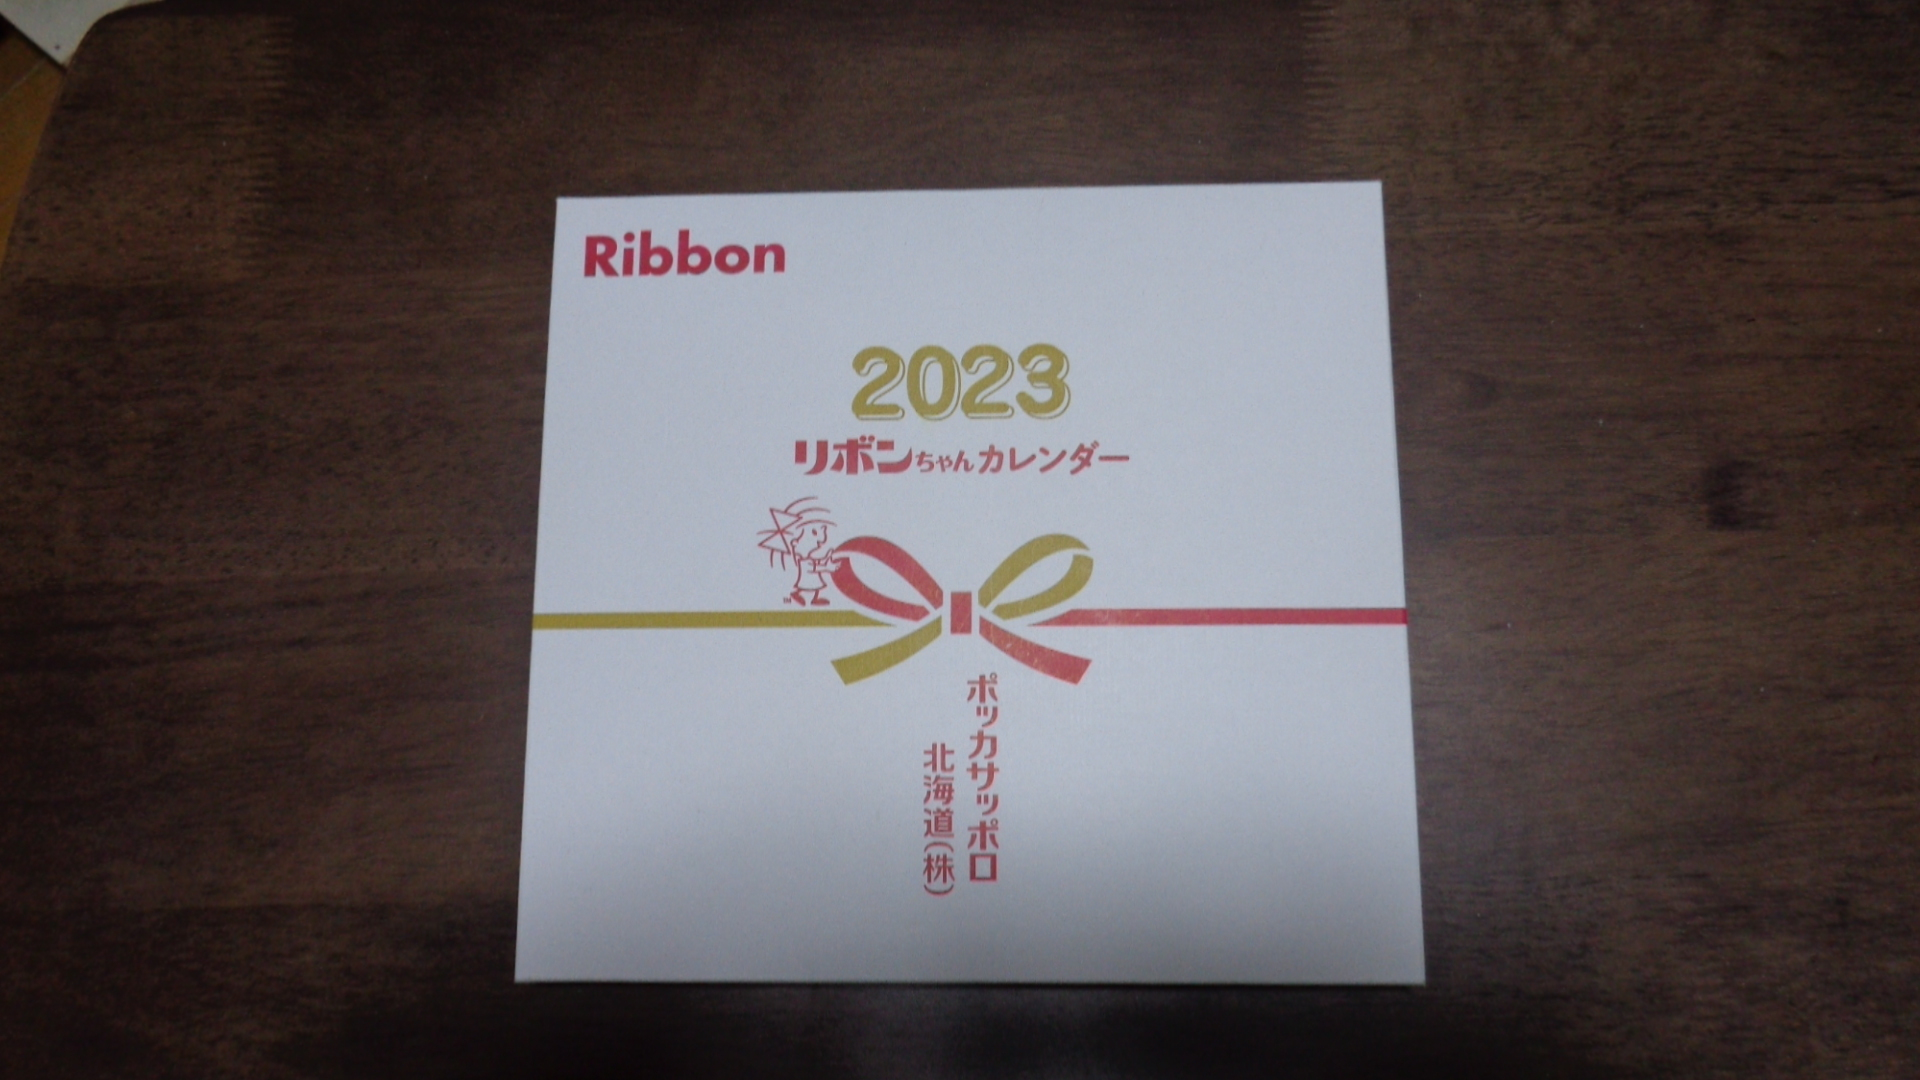 Ribbon
2023
リボンちゃんカレンダー
ポッカサッポロ
北海道(株)